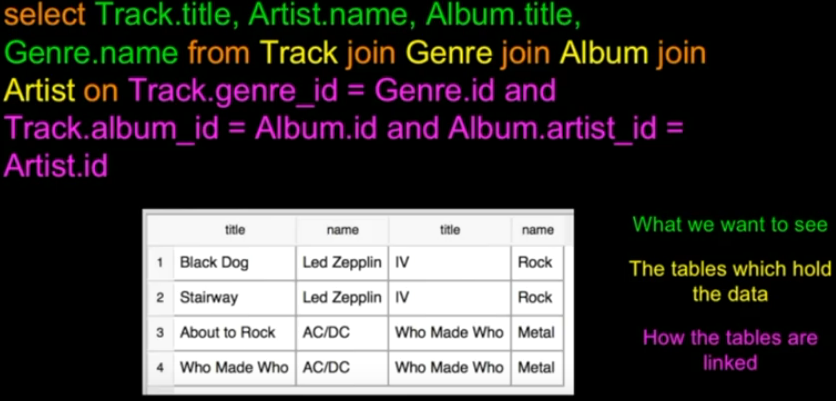 select Track.title, Artist.name, Album.title,
Genre.name from Track join Genre join Album join
Artist on Track.genre_id = Genre.id and
Track.album_id = Album.id and Album.artist_id =
Artist.id
title name title name
1 Black Dog Led Zepplin IV Rock
2 Stairway Led Zepplin IV Rock
3 About to Rock AC/DC Who Made Who Metal
4 Who Made Who AC/DC Who Made Who Metal
What we want to see
The tables which hold
the data
How the tables are
linked